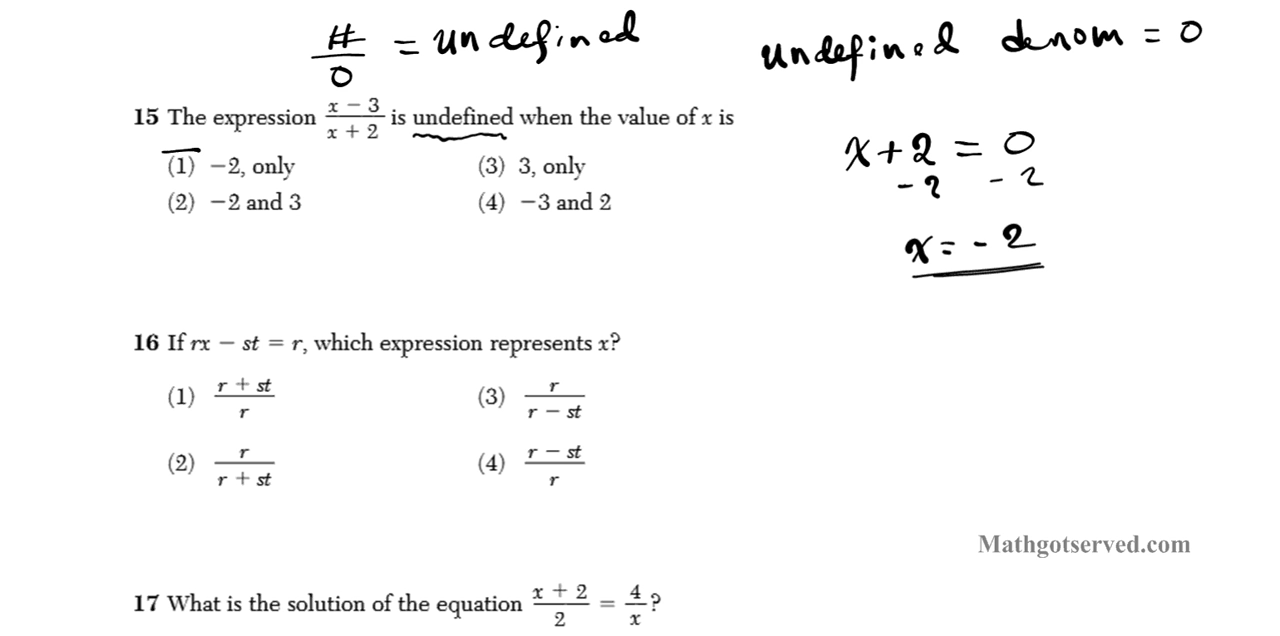 #/0 = undefined
undefined denom = 0
15 The expression (x − 3)/(x + 2) is undefined when the value of x is
(1) −2, only
(3) 3, only
(2) −2 and 3
(4) −3 and 2
x + 2 = 0
- 2 - 2
x = - 2
16 If rx − st = r, which expression represents x?
(1) (r + st)/r
(3) r/(r − st)
(2) r/(r + st)
(4) (r − st)/r
Mathgotserved.com
17 What is the solution of the equation (x + 2)/2 = 4/x?